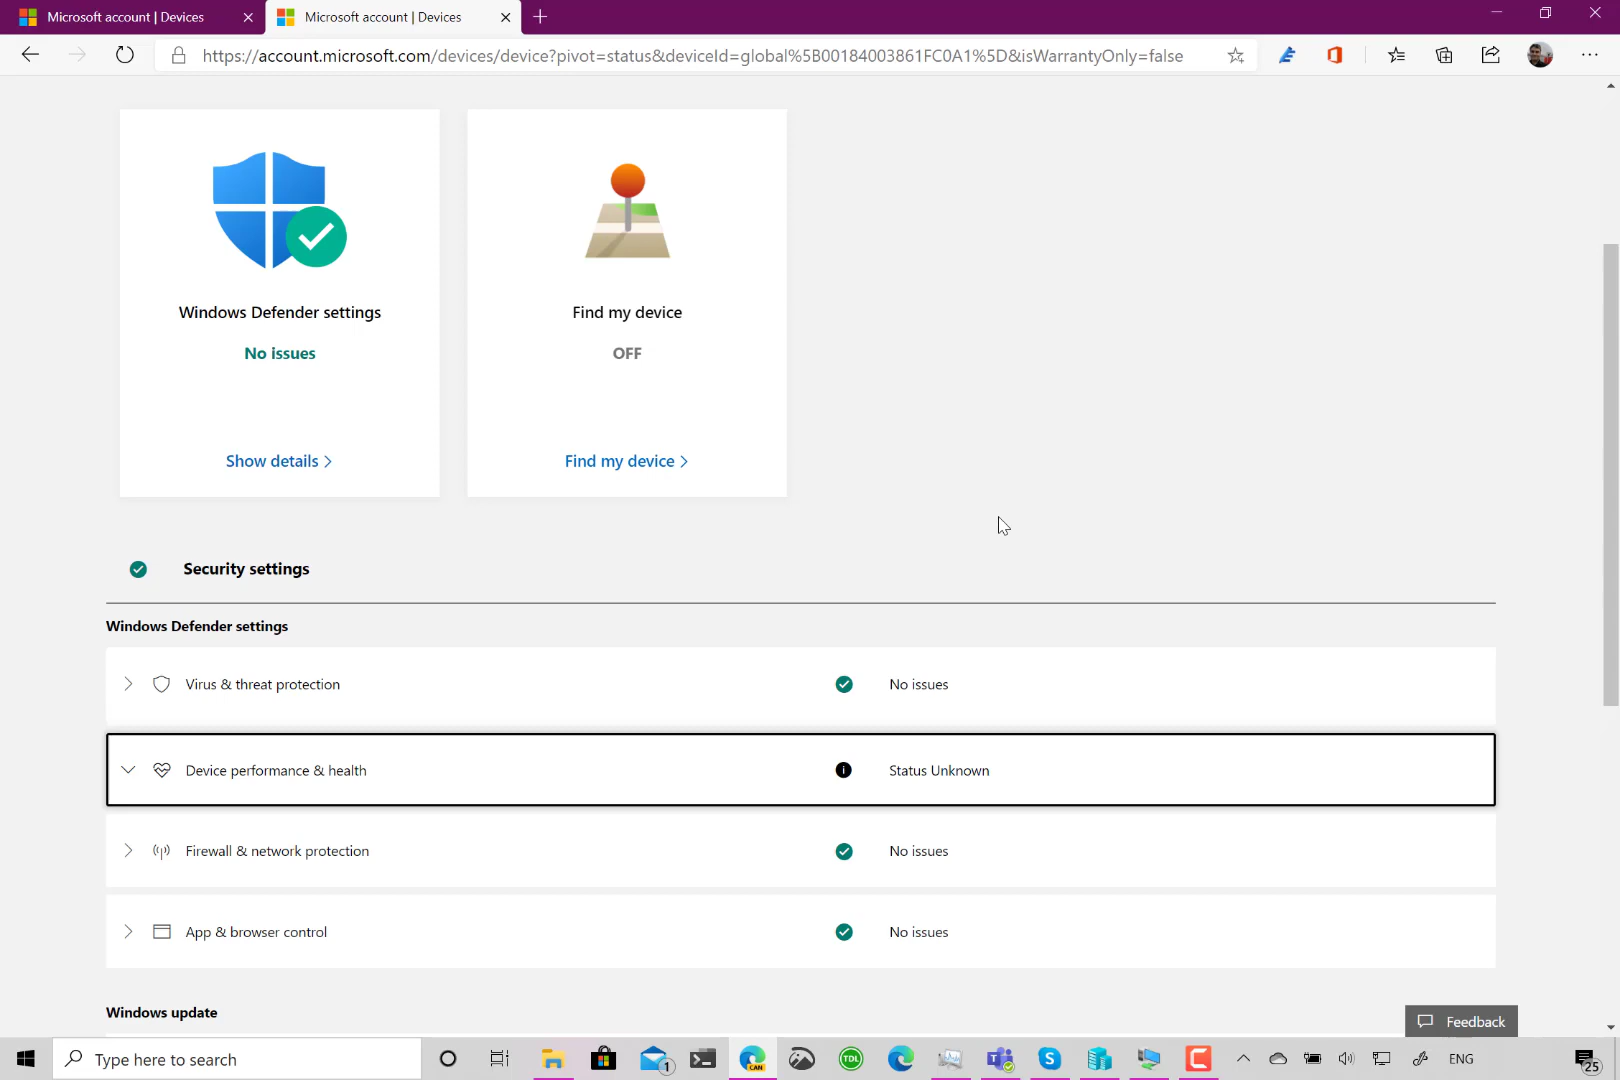 Microsoft account | Devices
Microsoft account | Devices
https://account.microsoft.com/devices/device?pivot=status&deviceId=global%5B00184003861FC0A1%5D&isWarrantyOnly=false
Windows Defender settings
No issues
Show details
Find my device
OFF
Find my device
Security settings
Windows Defender settings
Virus & threat protection
No issues
Device performance & health
Status Unknown
Firewall & network protection
No issues
App & browser control
No issues
Windows update
Feedback
Type here to search
1
CAN
TDL
ENG
25